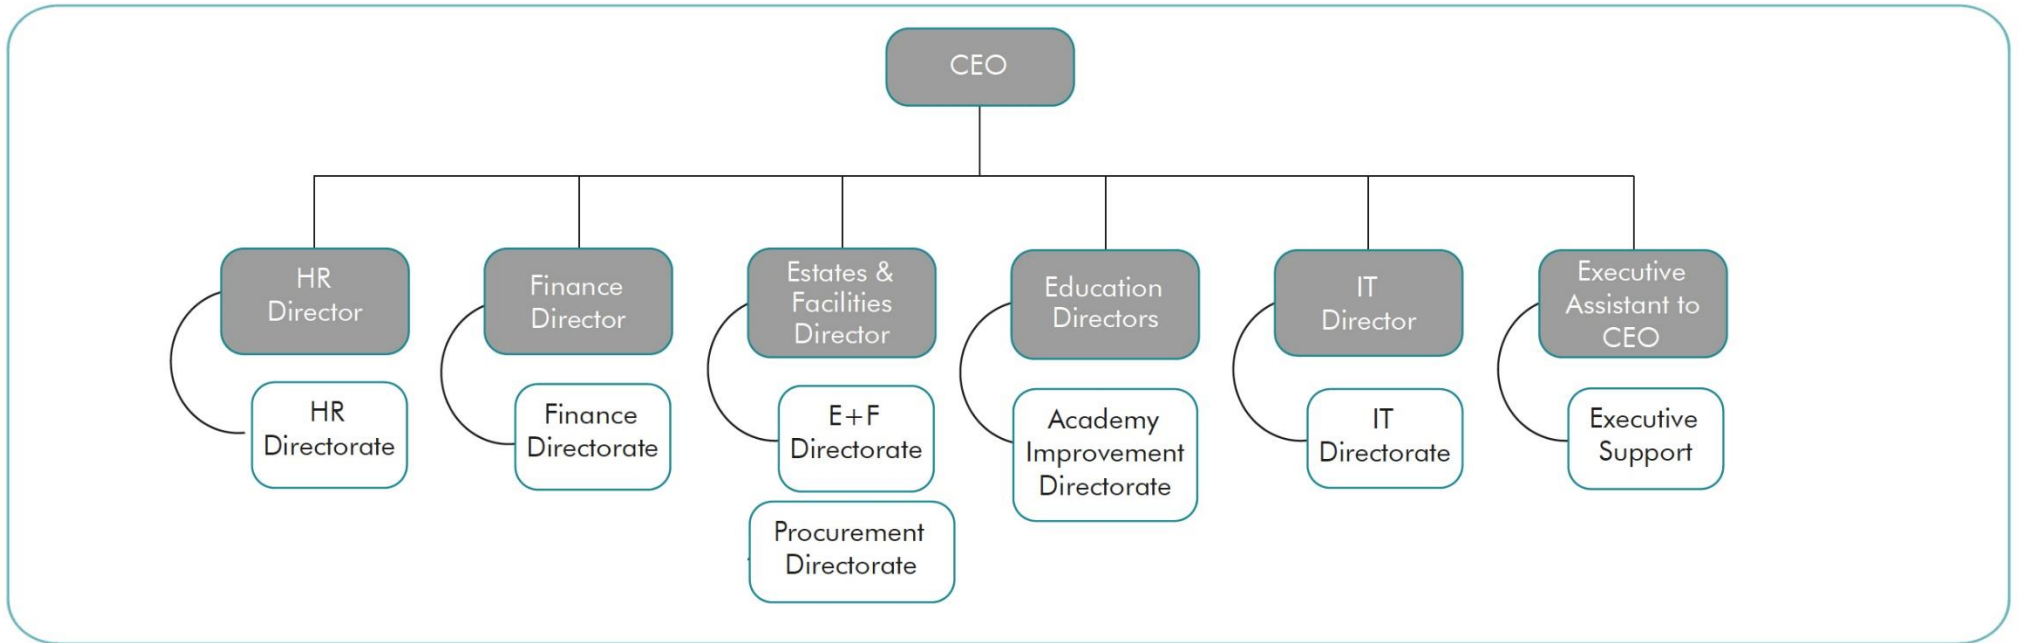 CEO
HR
Director
Finance
Director
Estates &
Facilities
Director
Education
Directors
IT
Director
Executive
Assistant to
CEO
HR
Directorate
Finance
Directorate
E+F
Directorate
Academy
Improvement
Directorate
IT
Directorate
Executive
Support
Procurement
Directorate